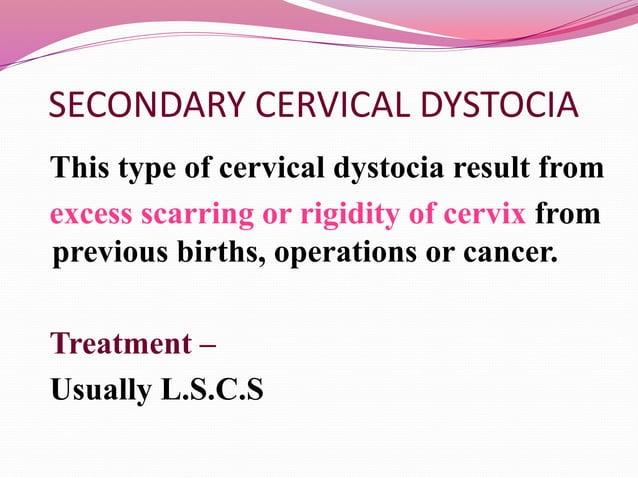 SECONDARY CERVICAL DYSTOCIA
This type of cervical dystocia result from
excess scarring or rigidity of cervix from
previous births, operations or cancer.
Treatment –
Usually L.S.C.S